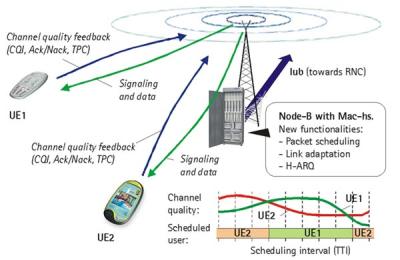 Channel quality feedback
(CQI, Ack/Nack, TPC)
Signaling
and data
UE1
Iub (towards RNC)
Node-B with Mac-hs.
New functionalities:
– Packet scheduling
– Link adaptation
– H-ARQ
Channel quality feedback
(CQI, Ack/Nack, TPC)
Signaling
and data
UE2
Channel
quality:
UE1
UE2
Scheduled
user:
UE2 UE1 UE2
Scheduling interval (TTI)